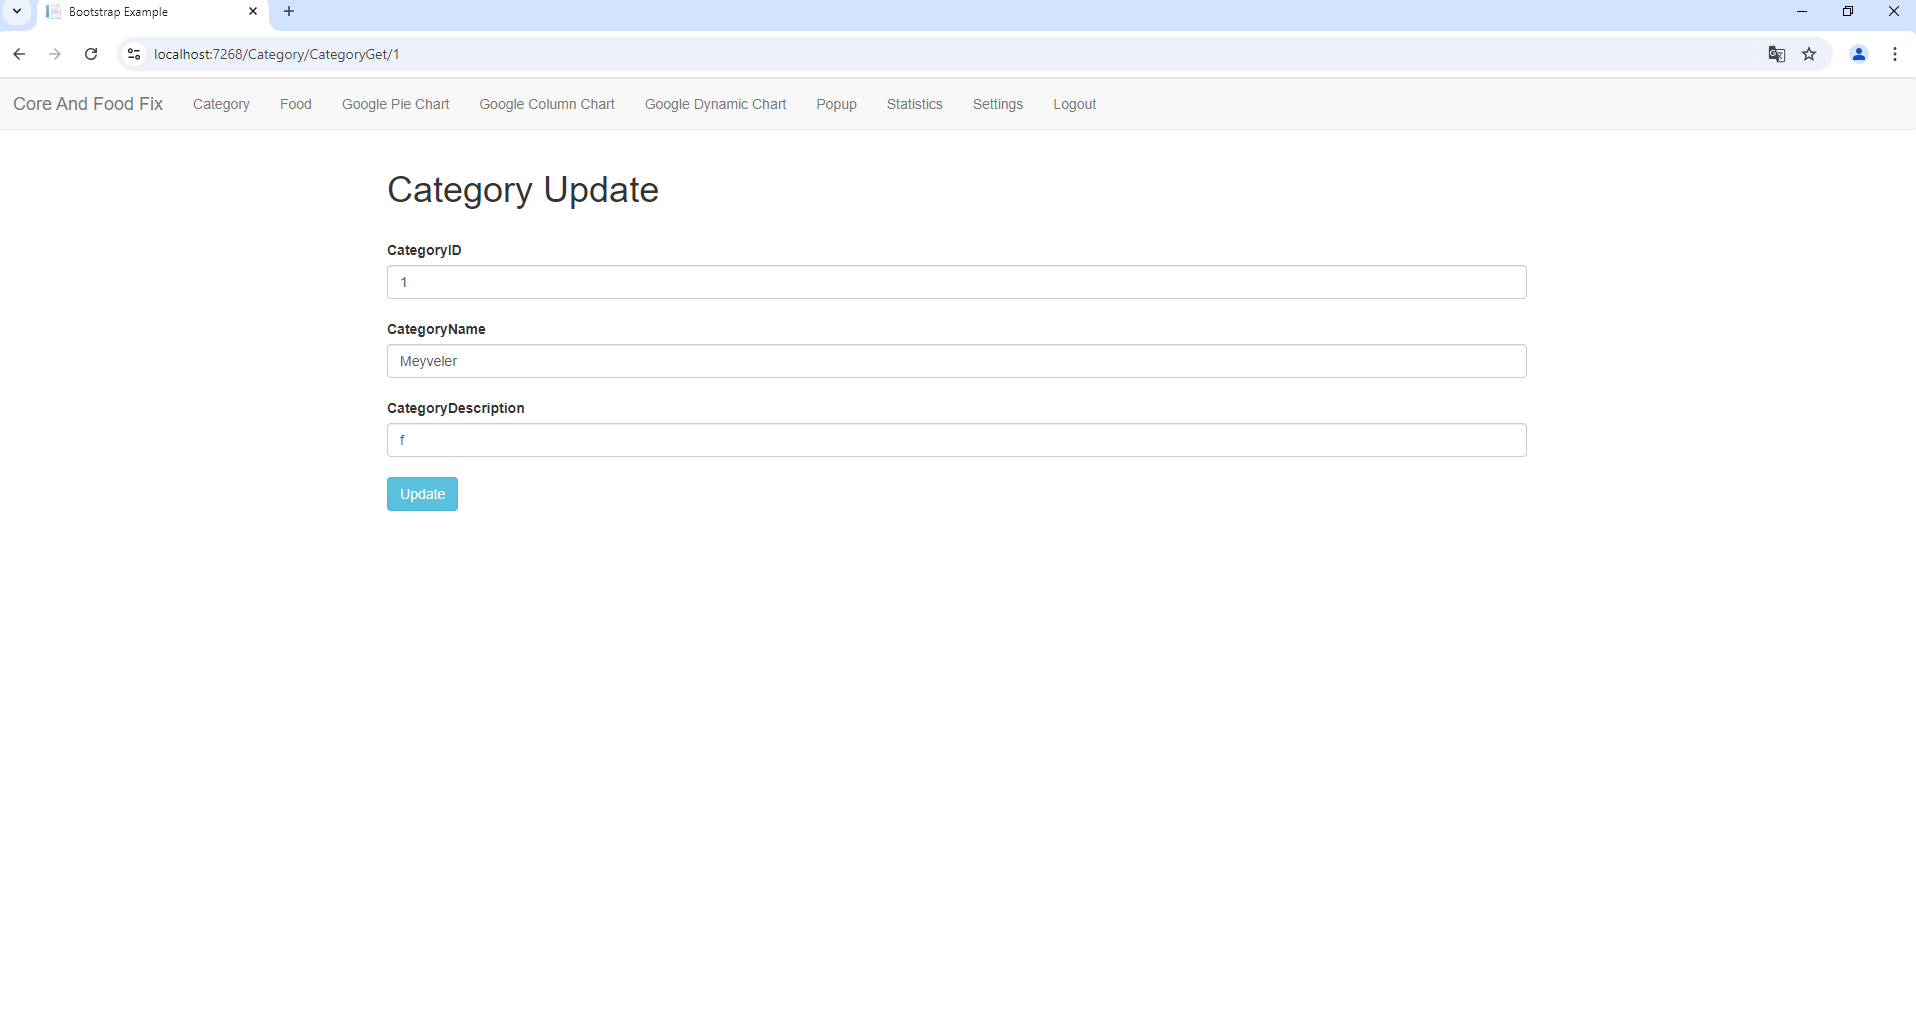 Bootstrap Example
localhost:7268/Category/CategoryGet/1
Core And Food Fix Category Food Google Pie Chart Google Column Chart Google Dynamic Chart Popup Statistics Settings Logout
Category Update
CategoryID
1
CategoryName
Meyveler
CategoryDescription
f
Update